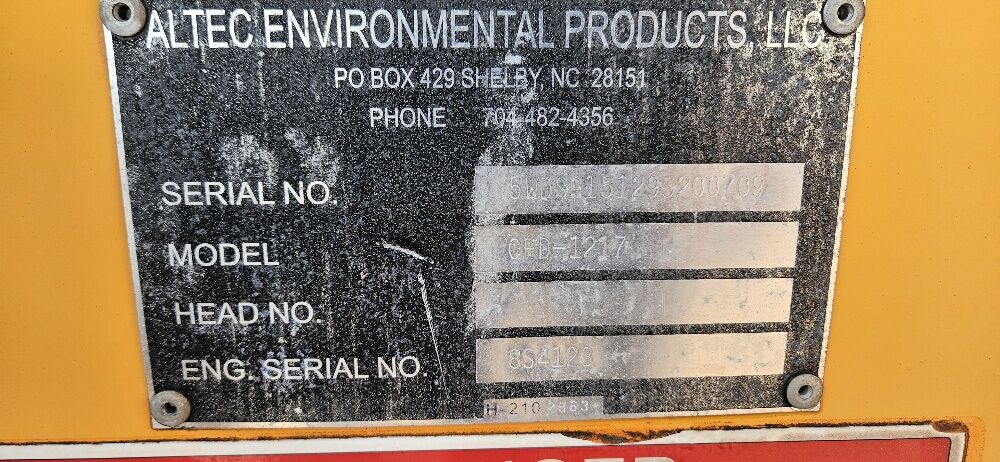 ALTEC ENVIRONMENTAL PRODUCTS, LLC
PO BOX 429 SHELBY, NC 28151
PHONE 704-482-4356
SERIAL NO.
MODEL CFD-1217
HEAD NO.
ENG. SERIAL NO.
H-2102863